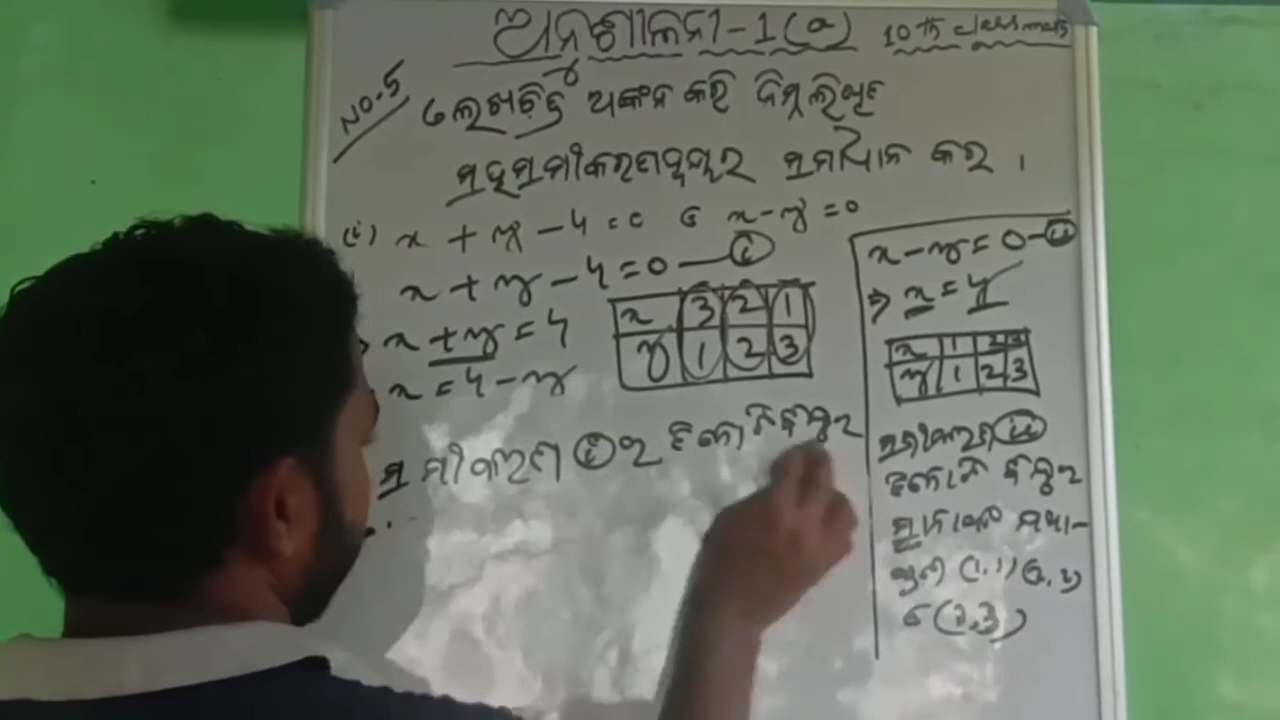 ଅନୁଶୀଳନୀ-1(a) 10th class math
NO.5
ଲେଖଚିତ୍ର ଅଙ୍କନ କରି ନିମ୍ନଲିଖିତ
ସହସମୀକରଣଦ୍ୱୟର ସମାଧାନ କର ।
(i) x + y - 4 = 0 ଓ x - y = 0
x + y - 4 = 0 — (i)
x + y = 4
x = 4 - y
x 3 2 1
y 1 2 3
ସମୀକରଣ (i) ର ତିନୋଟି ବିନ୍ଦୁର
x - y = 0 - (ii)
⇒ x = y
x 1 2 3
y 1 2 3
ସମୀକରଣ (ii)
ତିନୋଟି ବିନ୍ଦୁର
(1,1) (2,2)
ଓ (3,3)